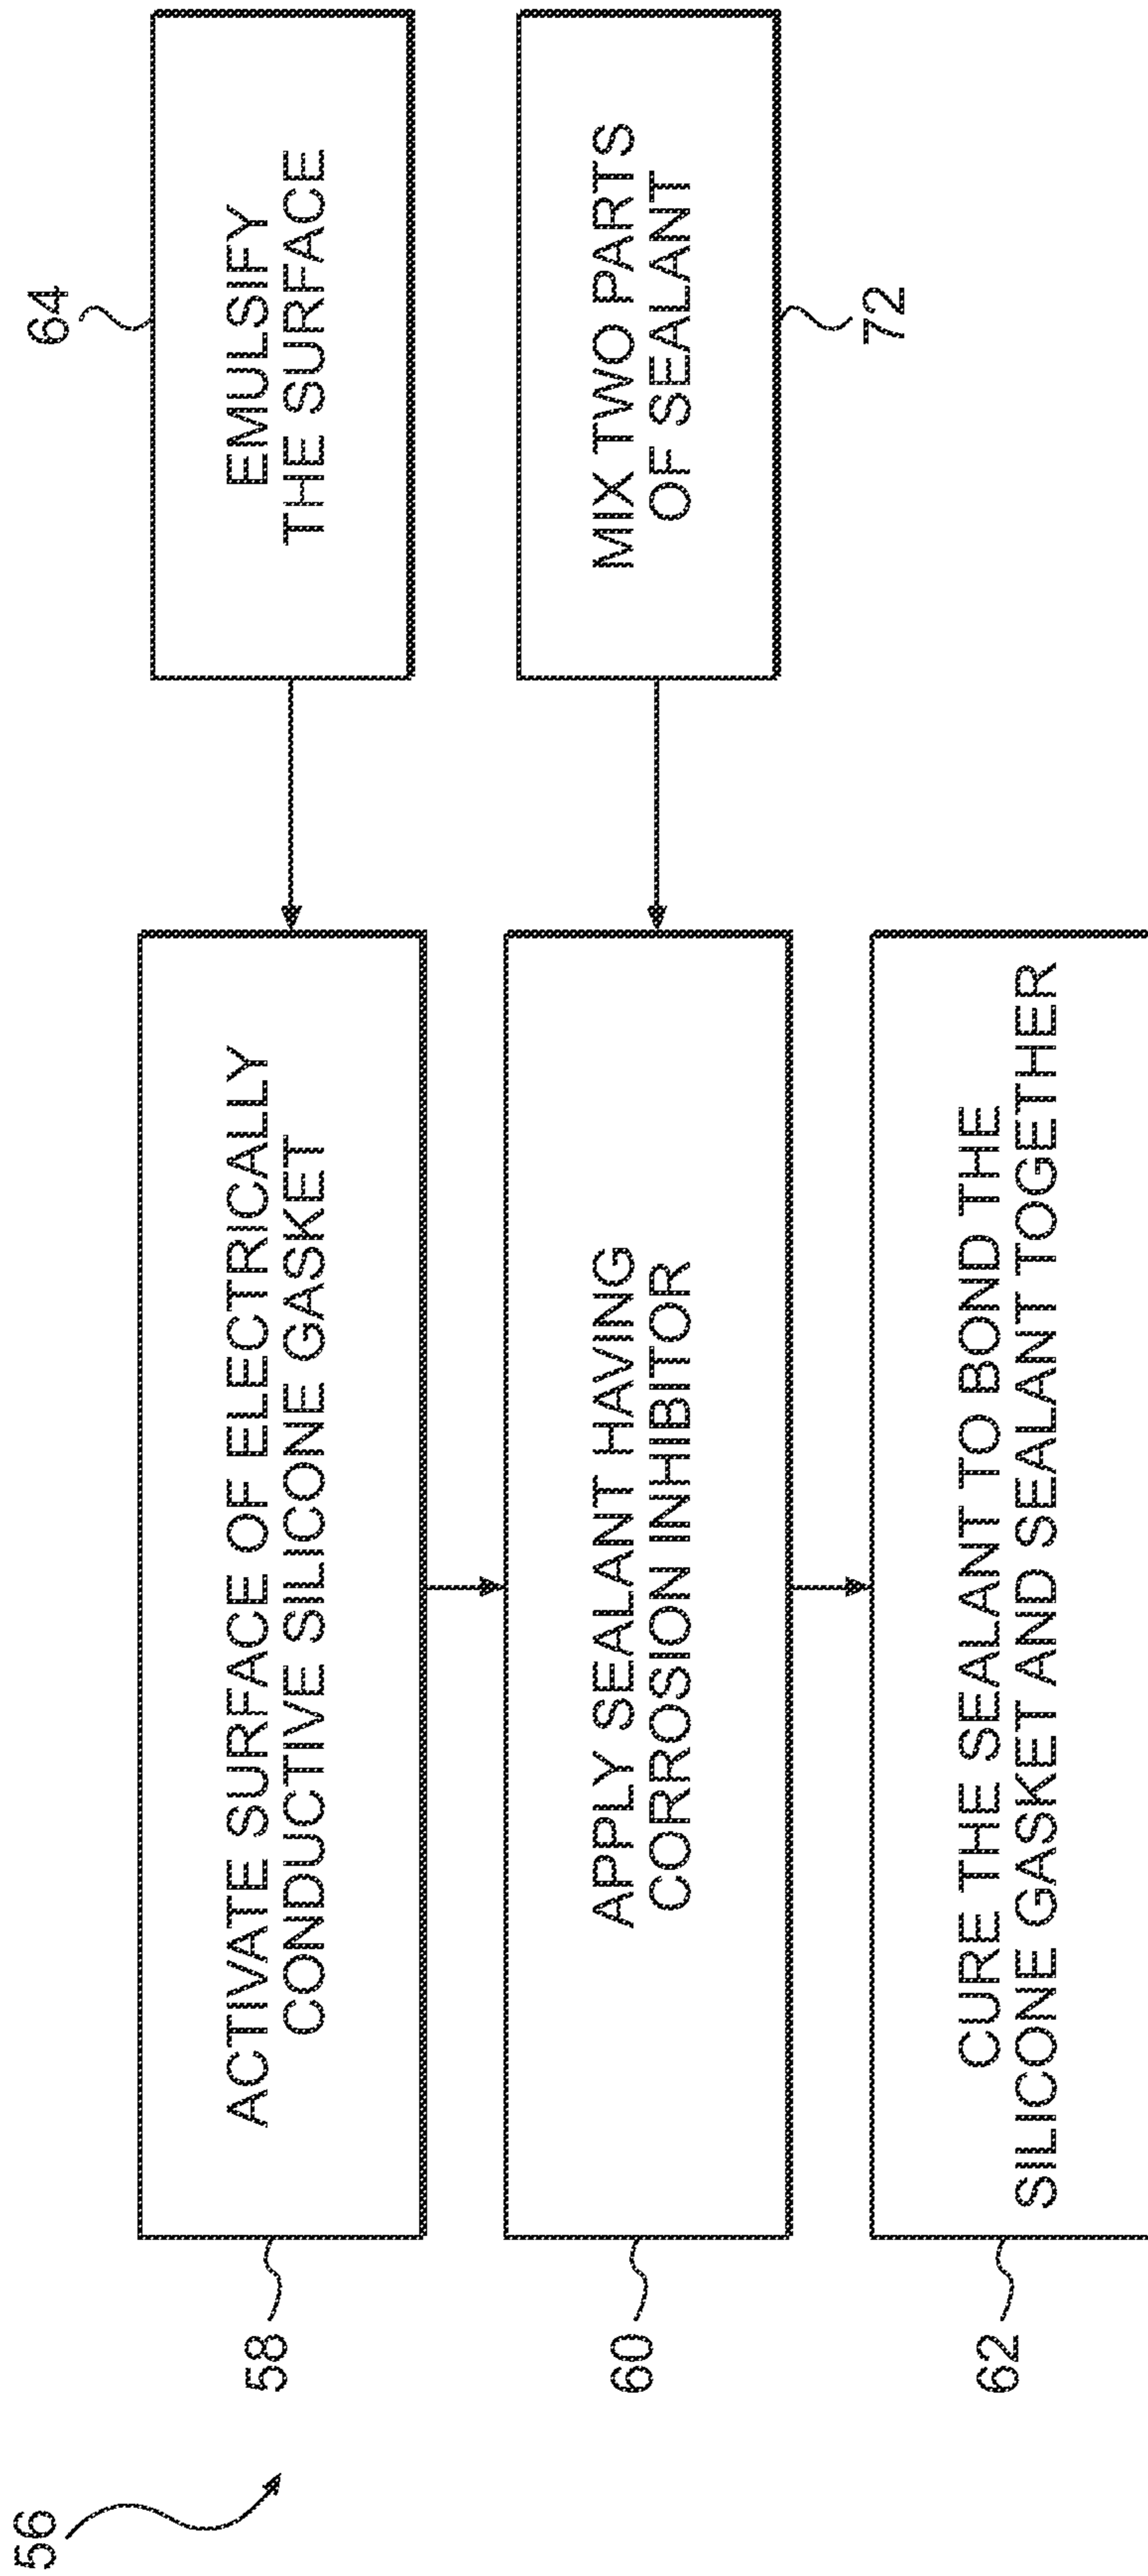 56
58
ACTIVATE SURFACE OF ELECTRICALLY
CONDUCTIVE SILICONE GASKET
64
EMULSIFY
THE SURFACE
60
APPLY SEALANT HAVING
CORROSION INHIBITOR
MIX TWO PARTS
OF SEALANT
72
62
CURE THE SEALANT TO BOND THE
SILICONE GASKET AND SEALANT TOGETHER